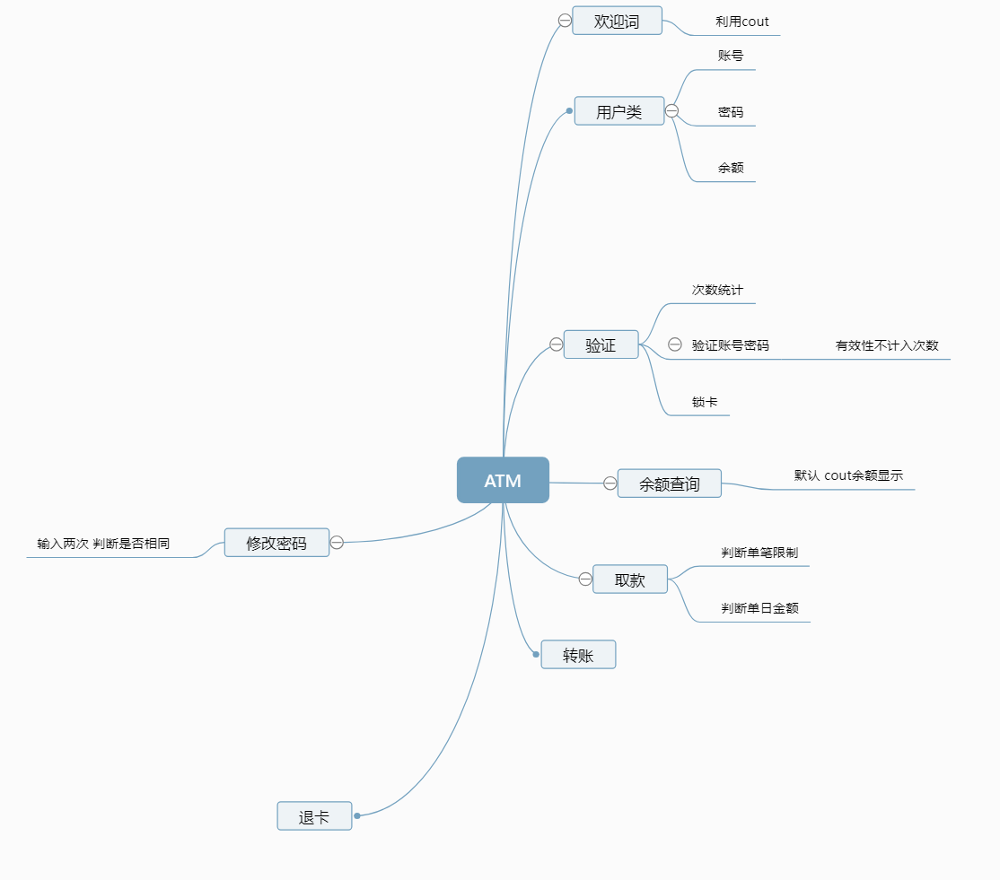 欢迎词
利用cout
用户类
账号
密码
余额
验证
次数统计
验证账号密码
有效性不计入次数
锁卡
ATM
余额查询
默认 cout余额显示
修改密码
输入两次 判断是否相同
取款
判断单笔限制
判断单日金额
转账
退卡